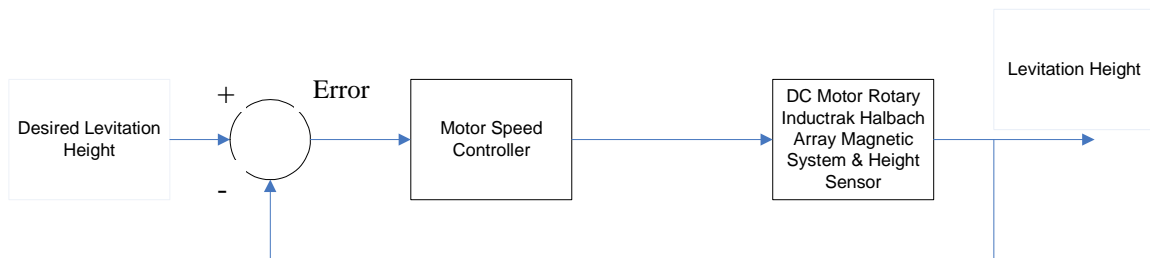 Desired Levitation
Height
+
-
Error
Motor Speed
Controller
DC Motor Rotary
Inductrak Halbach
Array Magnetic
System & Height
Sensor
Levitation Height